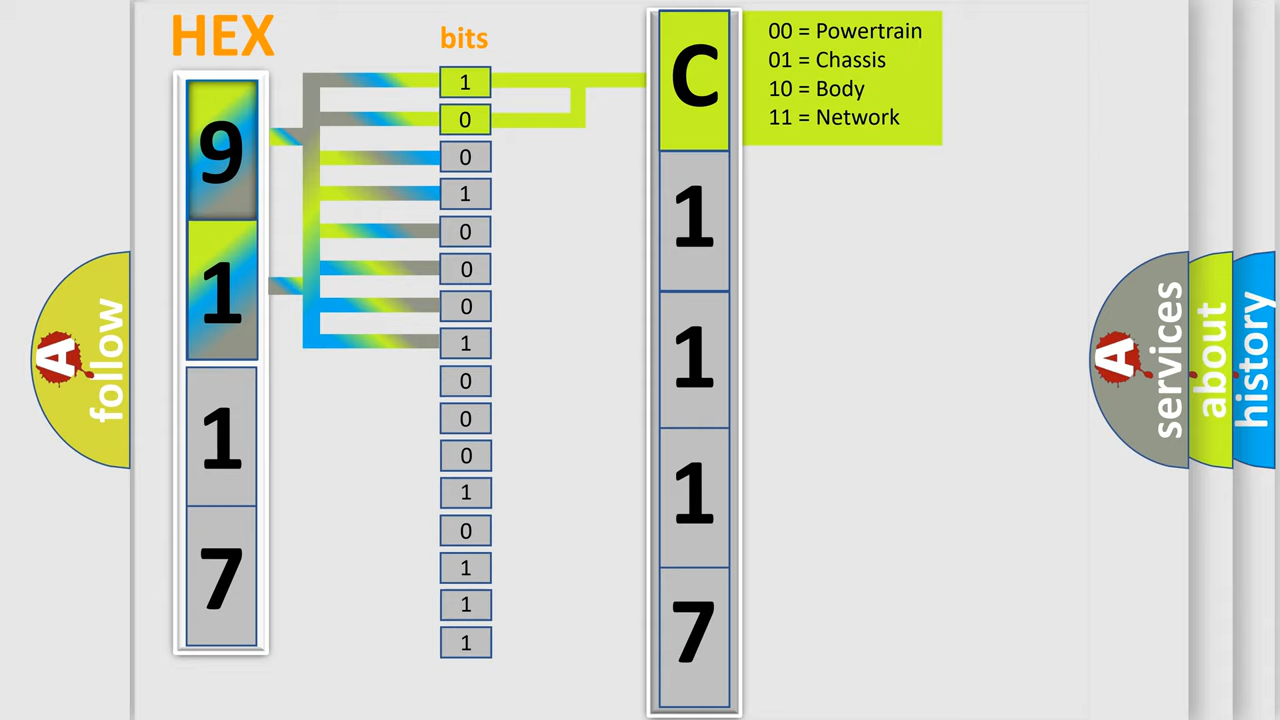 HEX
bits
9
1
1
7
1
0
0
1
0
0
0
1
0
0
0
1
0
1
1
1
C
1
1
1
7
00 = Powertrain
01 = Chassis
10 = Body
11 = Network
A follow
A services
about
history